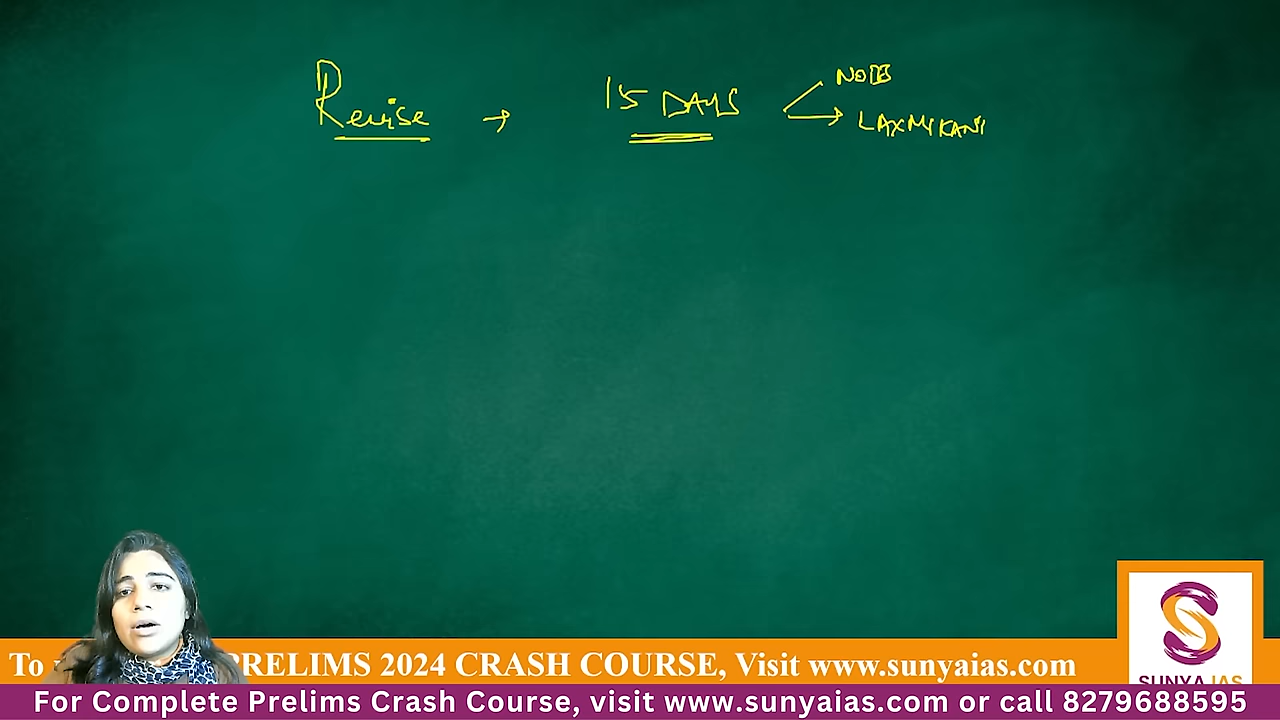 Revise → 15 DAYS
NOTES
LAXMIKANT
To PRELIMS 2024 CRASH COURSE, Visit www.sunyaias.com
SUNYA IAS
For Complete Prelims Crash Course, visit www.sunyaias.com or call 8279688595